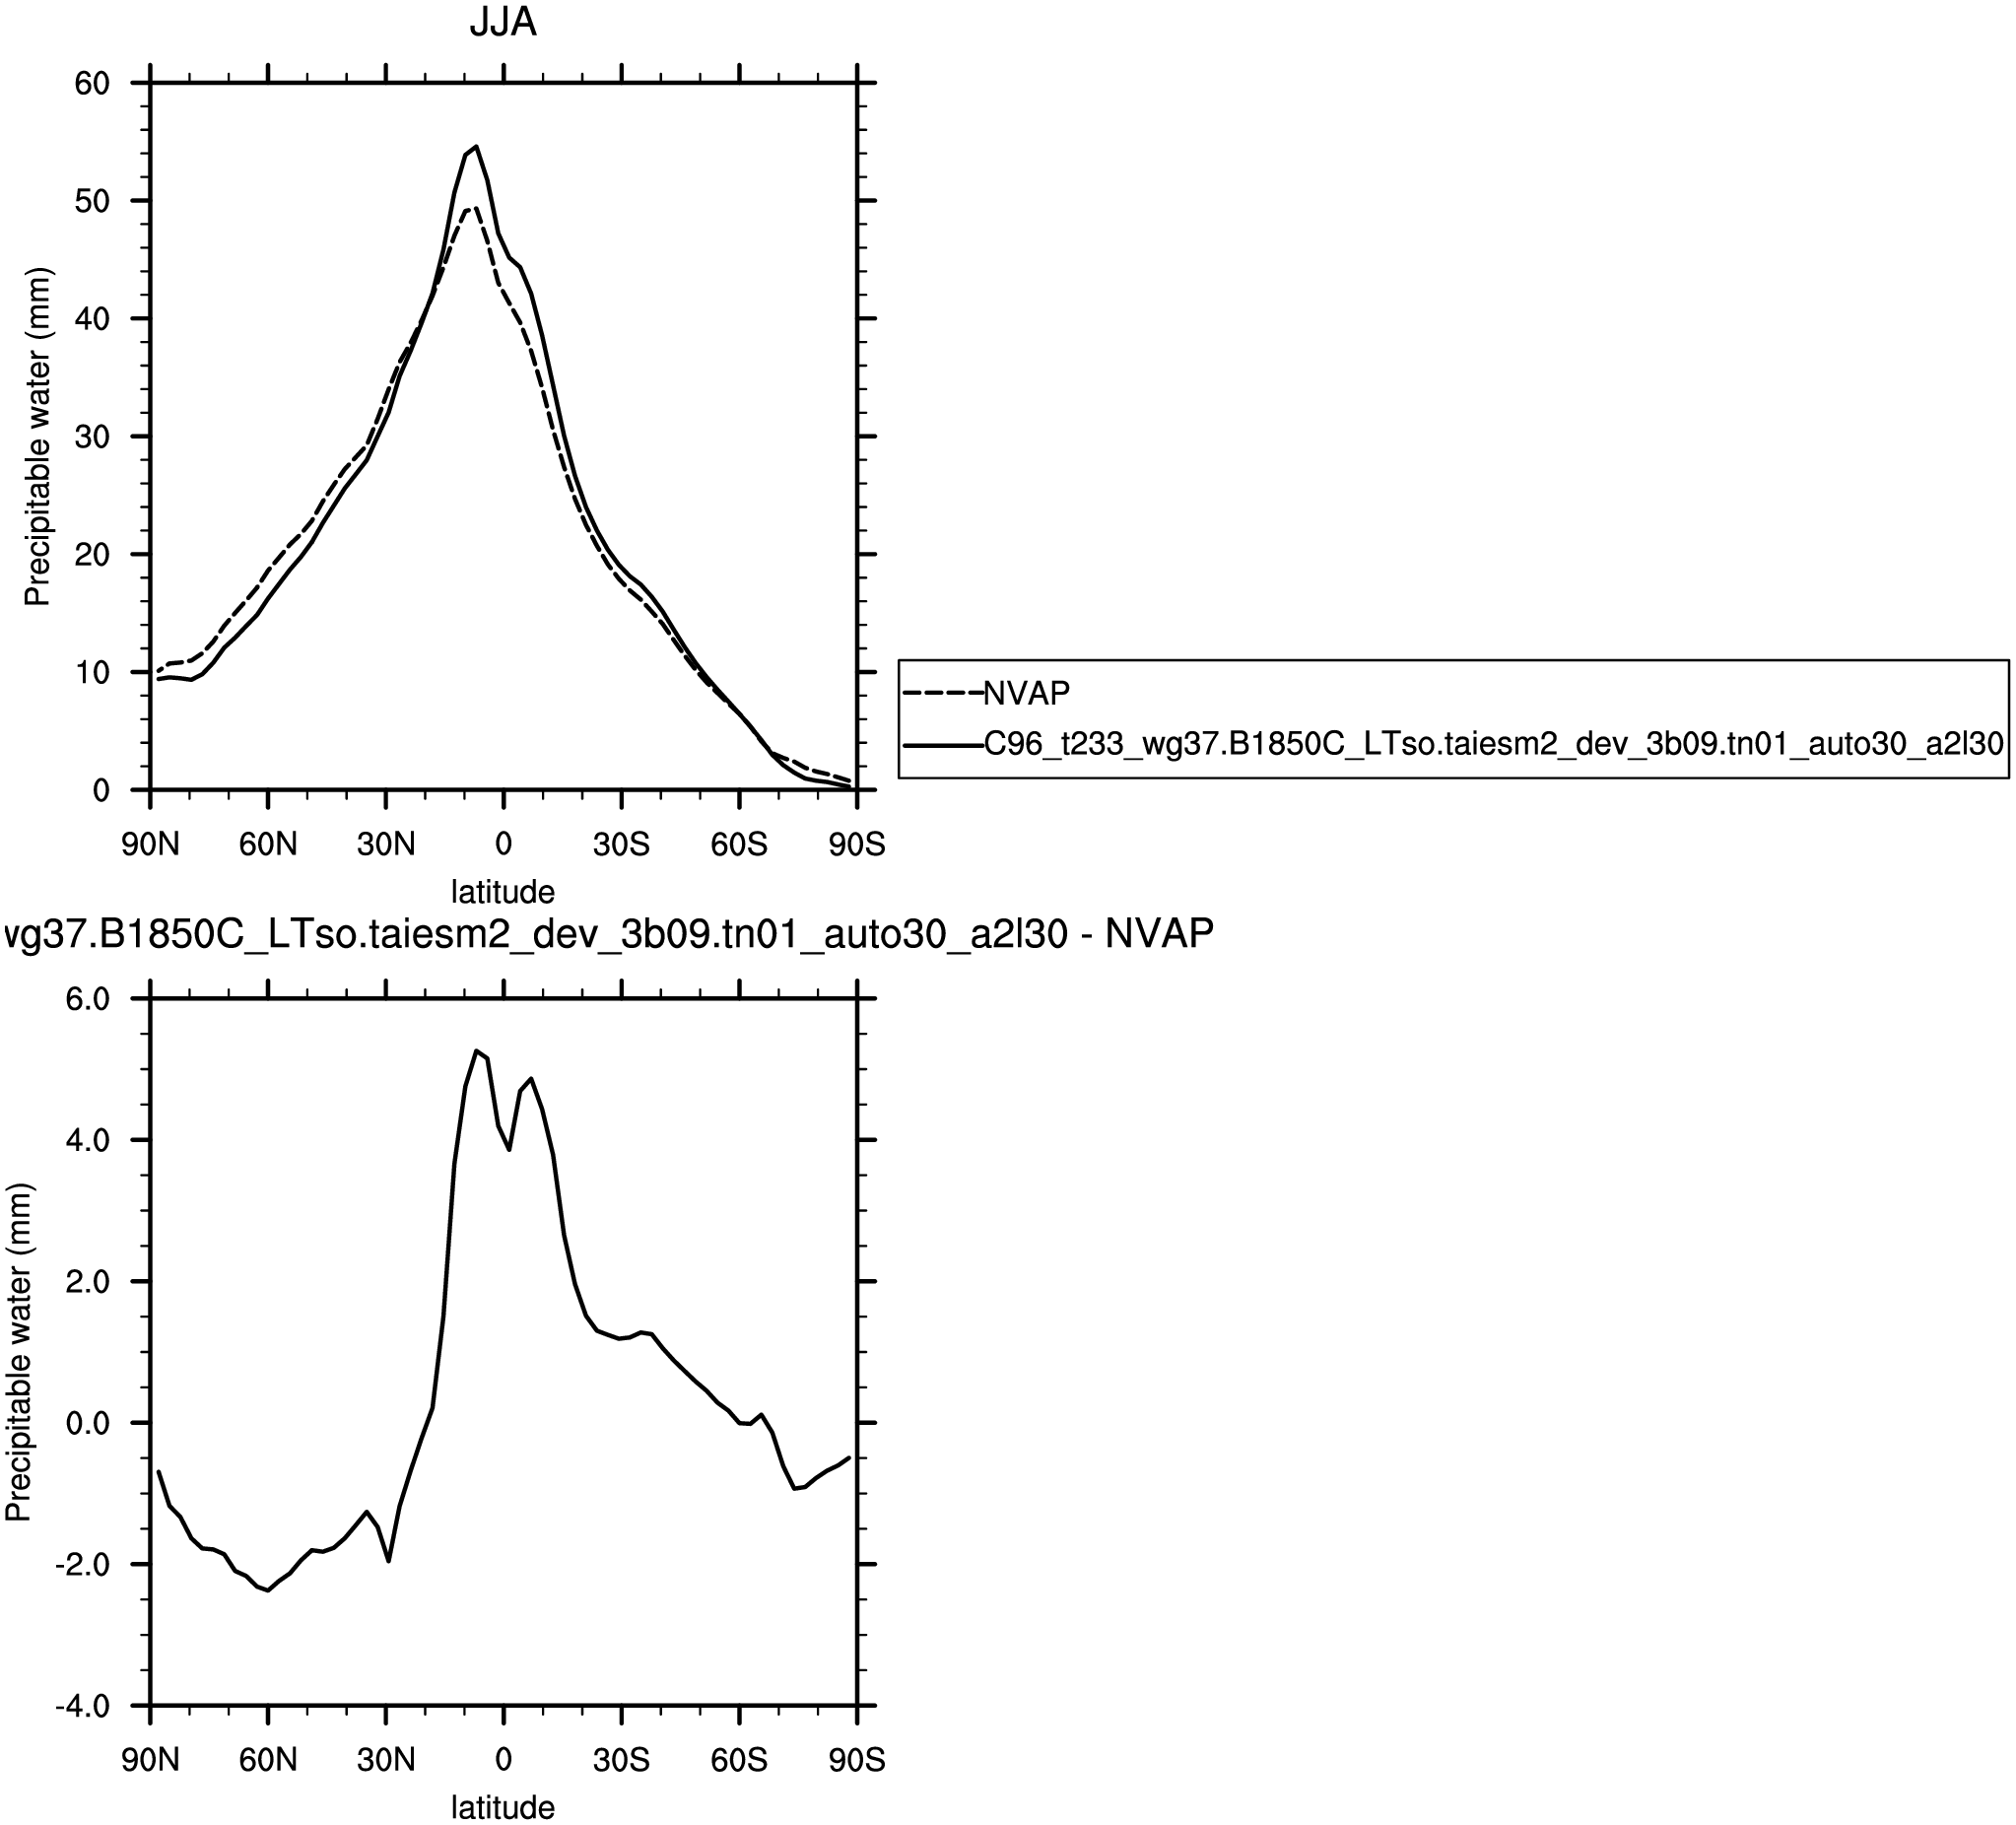 JJA
60
50
40
30
20
10
0
Precipitable water (mm)
90N 60N 30N 0 30S 60S 90S
latitude
NVAP
C96_t233_wg37.B1850C_LTso.taiesm2_dev_3b09.tn01_auto30_a2l30
wg37.B1850C_LTso.taiesm2_dev_3b09.tn01_auto30_a2l30 - NVAP
6.0
4.0
2.0
0.0
-2.0
-4.0
Precipitable water (mm)
90N 60N 30N 0 30S 60S 90S
latitude